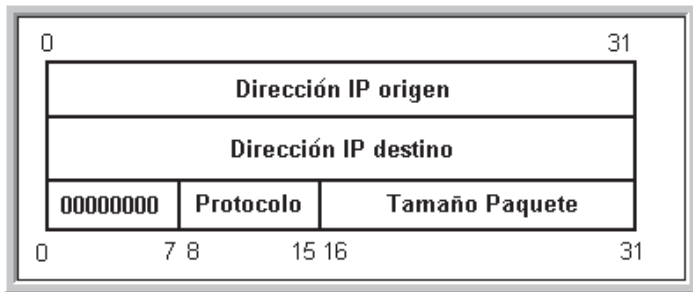 0 31
Dirección IP origen
Dirección IP destino
00000000 Protocolo Tamaño Paquete
0 7 8 15 16 31